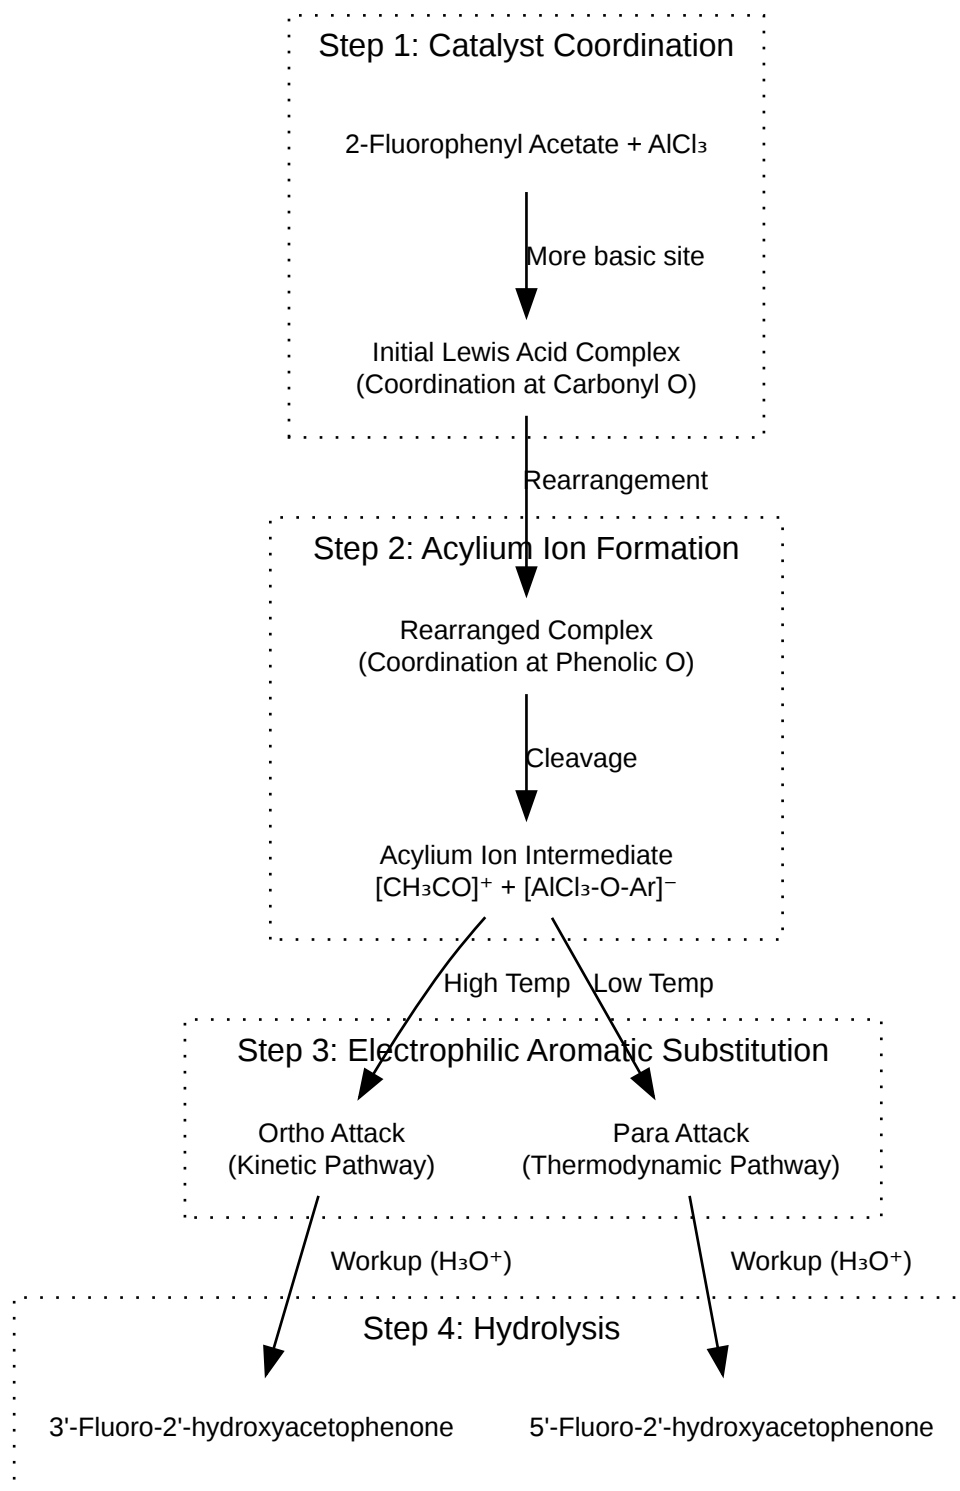 Step 1: Catalyst Coordination
2-Fluorophenyl Acetate + AlCl₃
More basic site
Initial Lewis Acid Complex
(Coordination at Carbonyl O)
Rearrangement
Step 2: Acylium Ion Formation
Rearranged Complex
(Coordination at Phenolic O)
Cleavage
Acylium Ion Intermediate
[CH₃CO]⁺ + [AlCl₃-O-Ar]⁻
High Temp
Low Temp
Step 3: Electrophilic Aromatic Substitution
Ortho Attack
(Kinetic Pathway)
Para Attack
(Thermodynamic Pathway)
Workup (H₃O⁺)
Workup (H₃O⁺)
Step 4: Hydrolysis
3'-Fluoro-2'-hydroxyacetophenone
5'-Fluoro-2'-hydroxyacetophenone